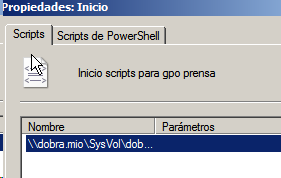 Propiedades: Inicio
Scripts Scripts de PowerShell
Inicio scripts para gpo prensa
Nombre Parámetros
\\dobra.mio\SysVol\dob...